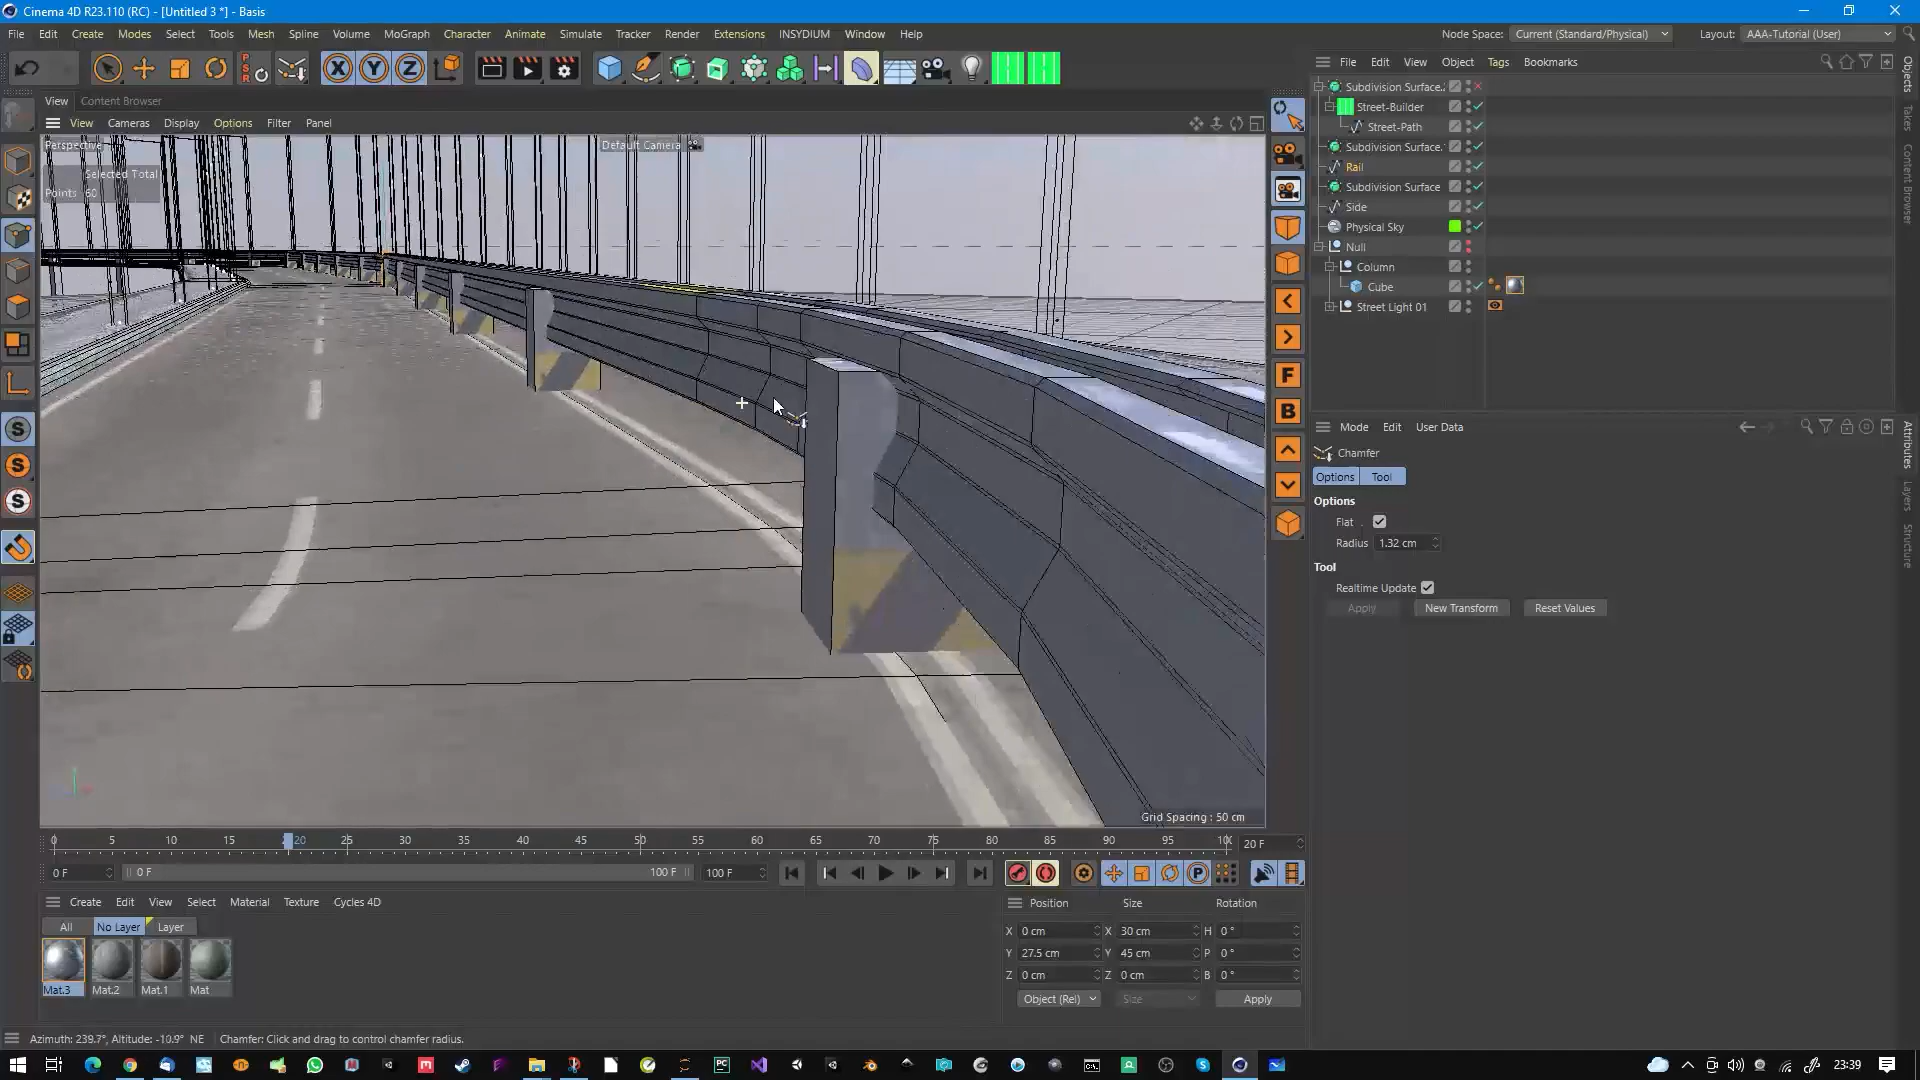 Cinema 4D R23.110 (RC) - [Untitled 3 *] - Basis
File Edit Create Modes Select Tools Mesh Spline Volume MoGraph Character Animate Simulate Tracker Render Extensions INSYDIUM Window Help
Node Space: Current (Standard/Physical) Layout: AAA-Tutorial (User)
PSR X Y Z
View Content Browser
View Cameras Display Options Filter Panel
Perspective Default Camera
Selected Total
Points 60
Grid Spacing : 50 cm
S
S
S
F
B
File Edit View Object Tags Bookmarks
Subdivision Surface.
Street-Builder
Street-Path
Subdivision Surface.
Rail
Subdivision Surface
Side
Physical Sky
Null
Column
Cube
Street Light 01
Objects
Takes
Content Browser
Mode Edit User Data
Chamfer
Options Tool
Options
Flat
Radius 1.32 cm
Tool
Realtime Update
Apply New Transform Reset Values
Attributes
Layers
Structure
0 5 10 15 20 25 30 35 40 45 50 55 60 65 70 75 80 85 90 95 20 F
0 F 0 F 100 F 100 F
P
Create Edit View Select Material Texture Cycles 4D
All No Layer Layer
Mat.3 Mat.2 Mat.1 Mat
Position Size Rotation
X 0 cm X 30 cm H 0 °
Y 27.5 cm Y 45 cm P 0 °
Z 0 cm Z 0 cm B 0 °
Object (Rel) Size Apply
Azimuth: 239.7°, Altitude: -10.9° NE Chamfer: Click and drag to control chamfer radius.
23:39